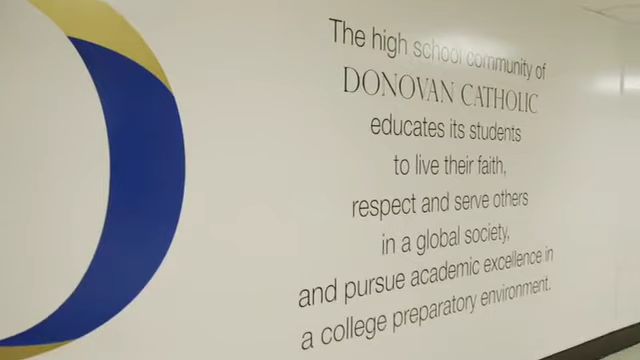 The high school community of
DONOVAN CATHOLIC
educates its students
to live their faith,
respect and serve others
in a global society,
and pursue academic excellence in
a college preparatory environment.